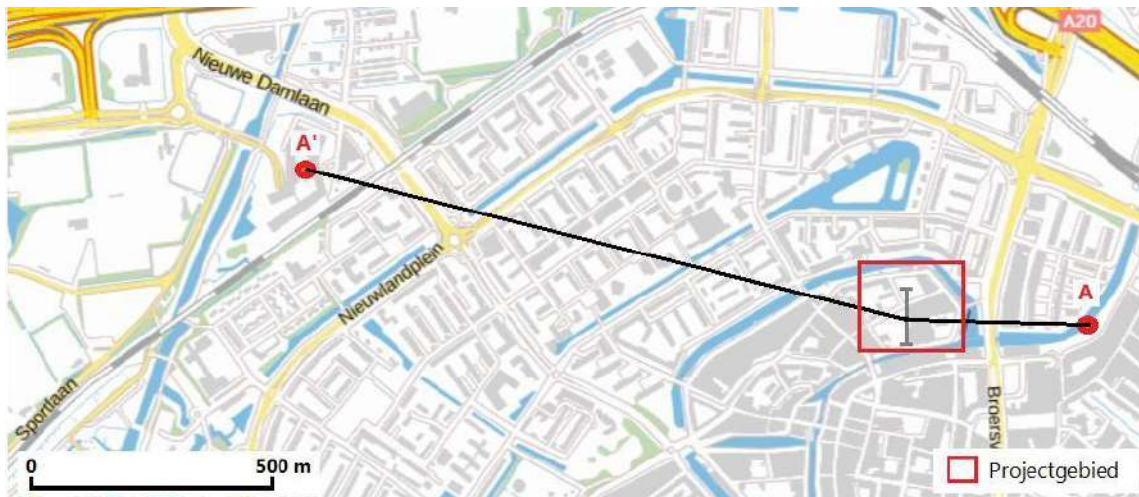 A20
Nieuwe Damlaan
A'
Nieuwlandplein
A
Sportlaan
Broersv
0
500 m
Projectgebied